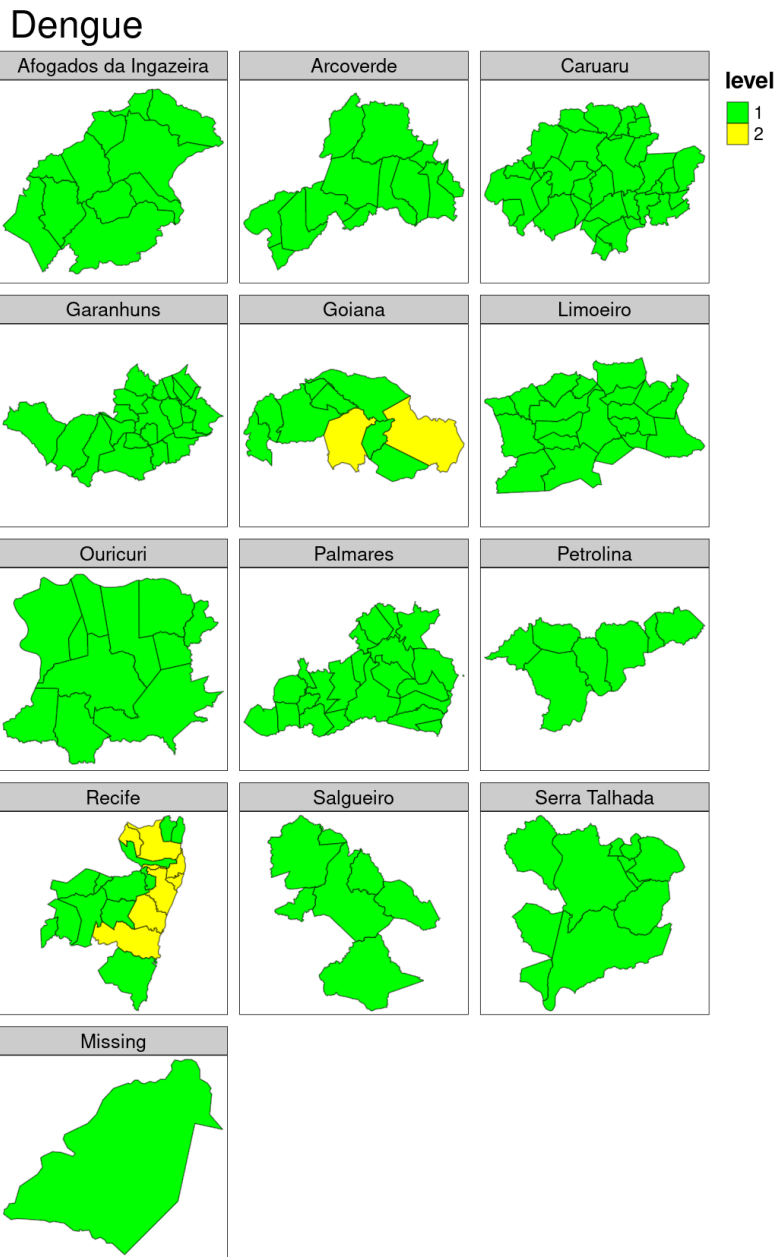 Dengue
Afogados da Ingazeira
Arcoverde
Caruaru
level
1
2
Garanhuns
Goiana
Limoeiro
Ouricuri
Palmares
Petrolina
Recife
Salgueiro
Serra Talhada
Missing